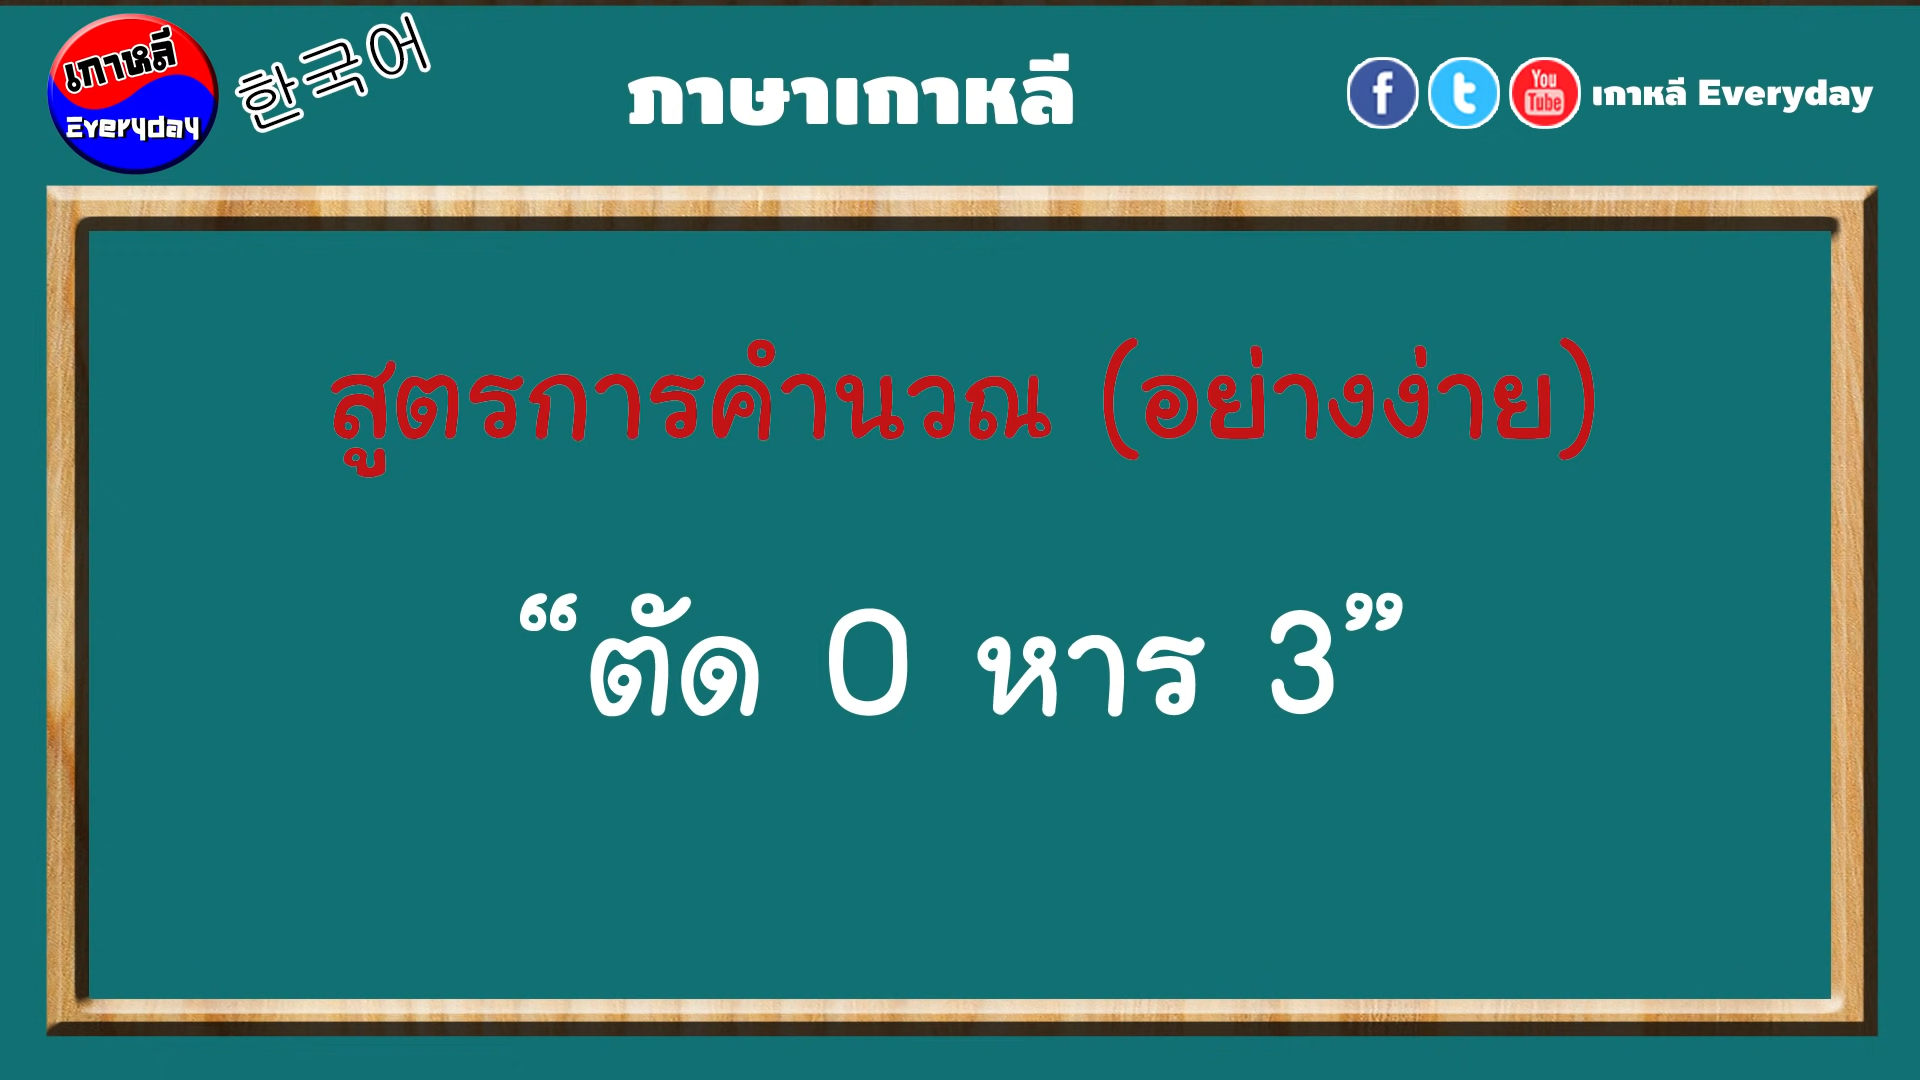 เกาหลี
Everyday
한국어
ภาษาเกาหลี
You
Tube
เกาหลี Everyday
สูตรการคำนวณ (อย่างง่าย)
“ตัด 0 หาร 3”